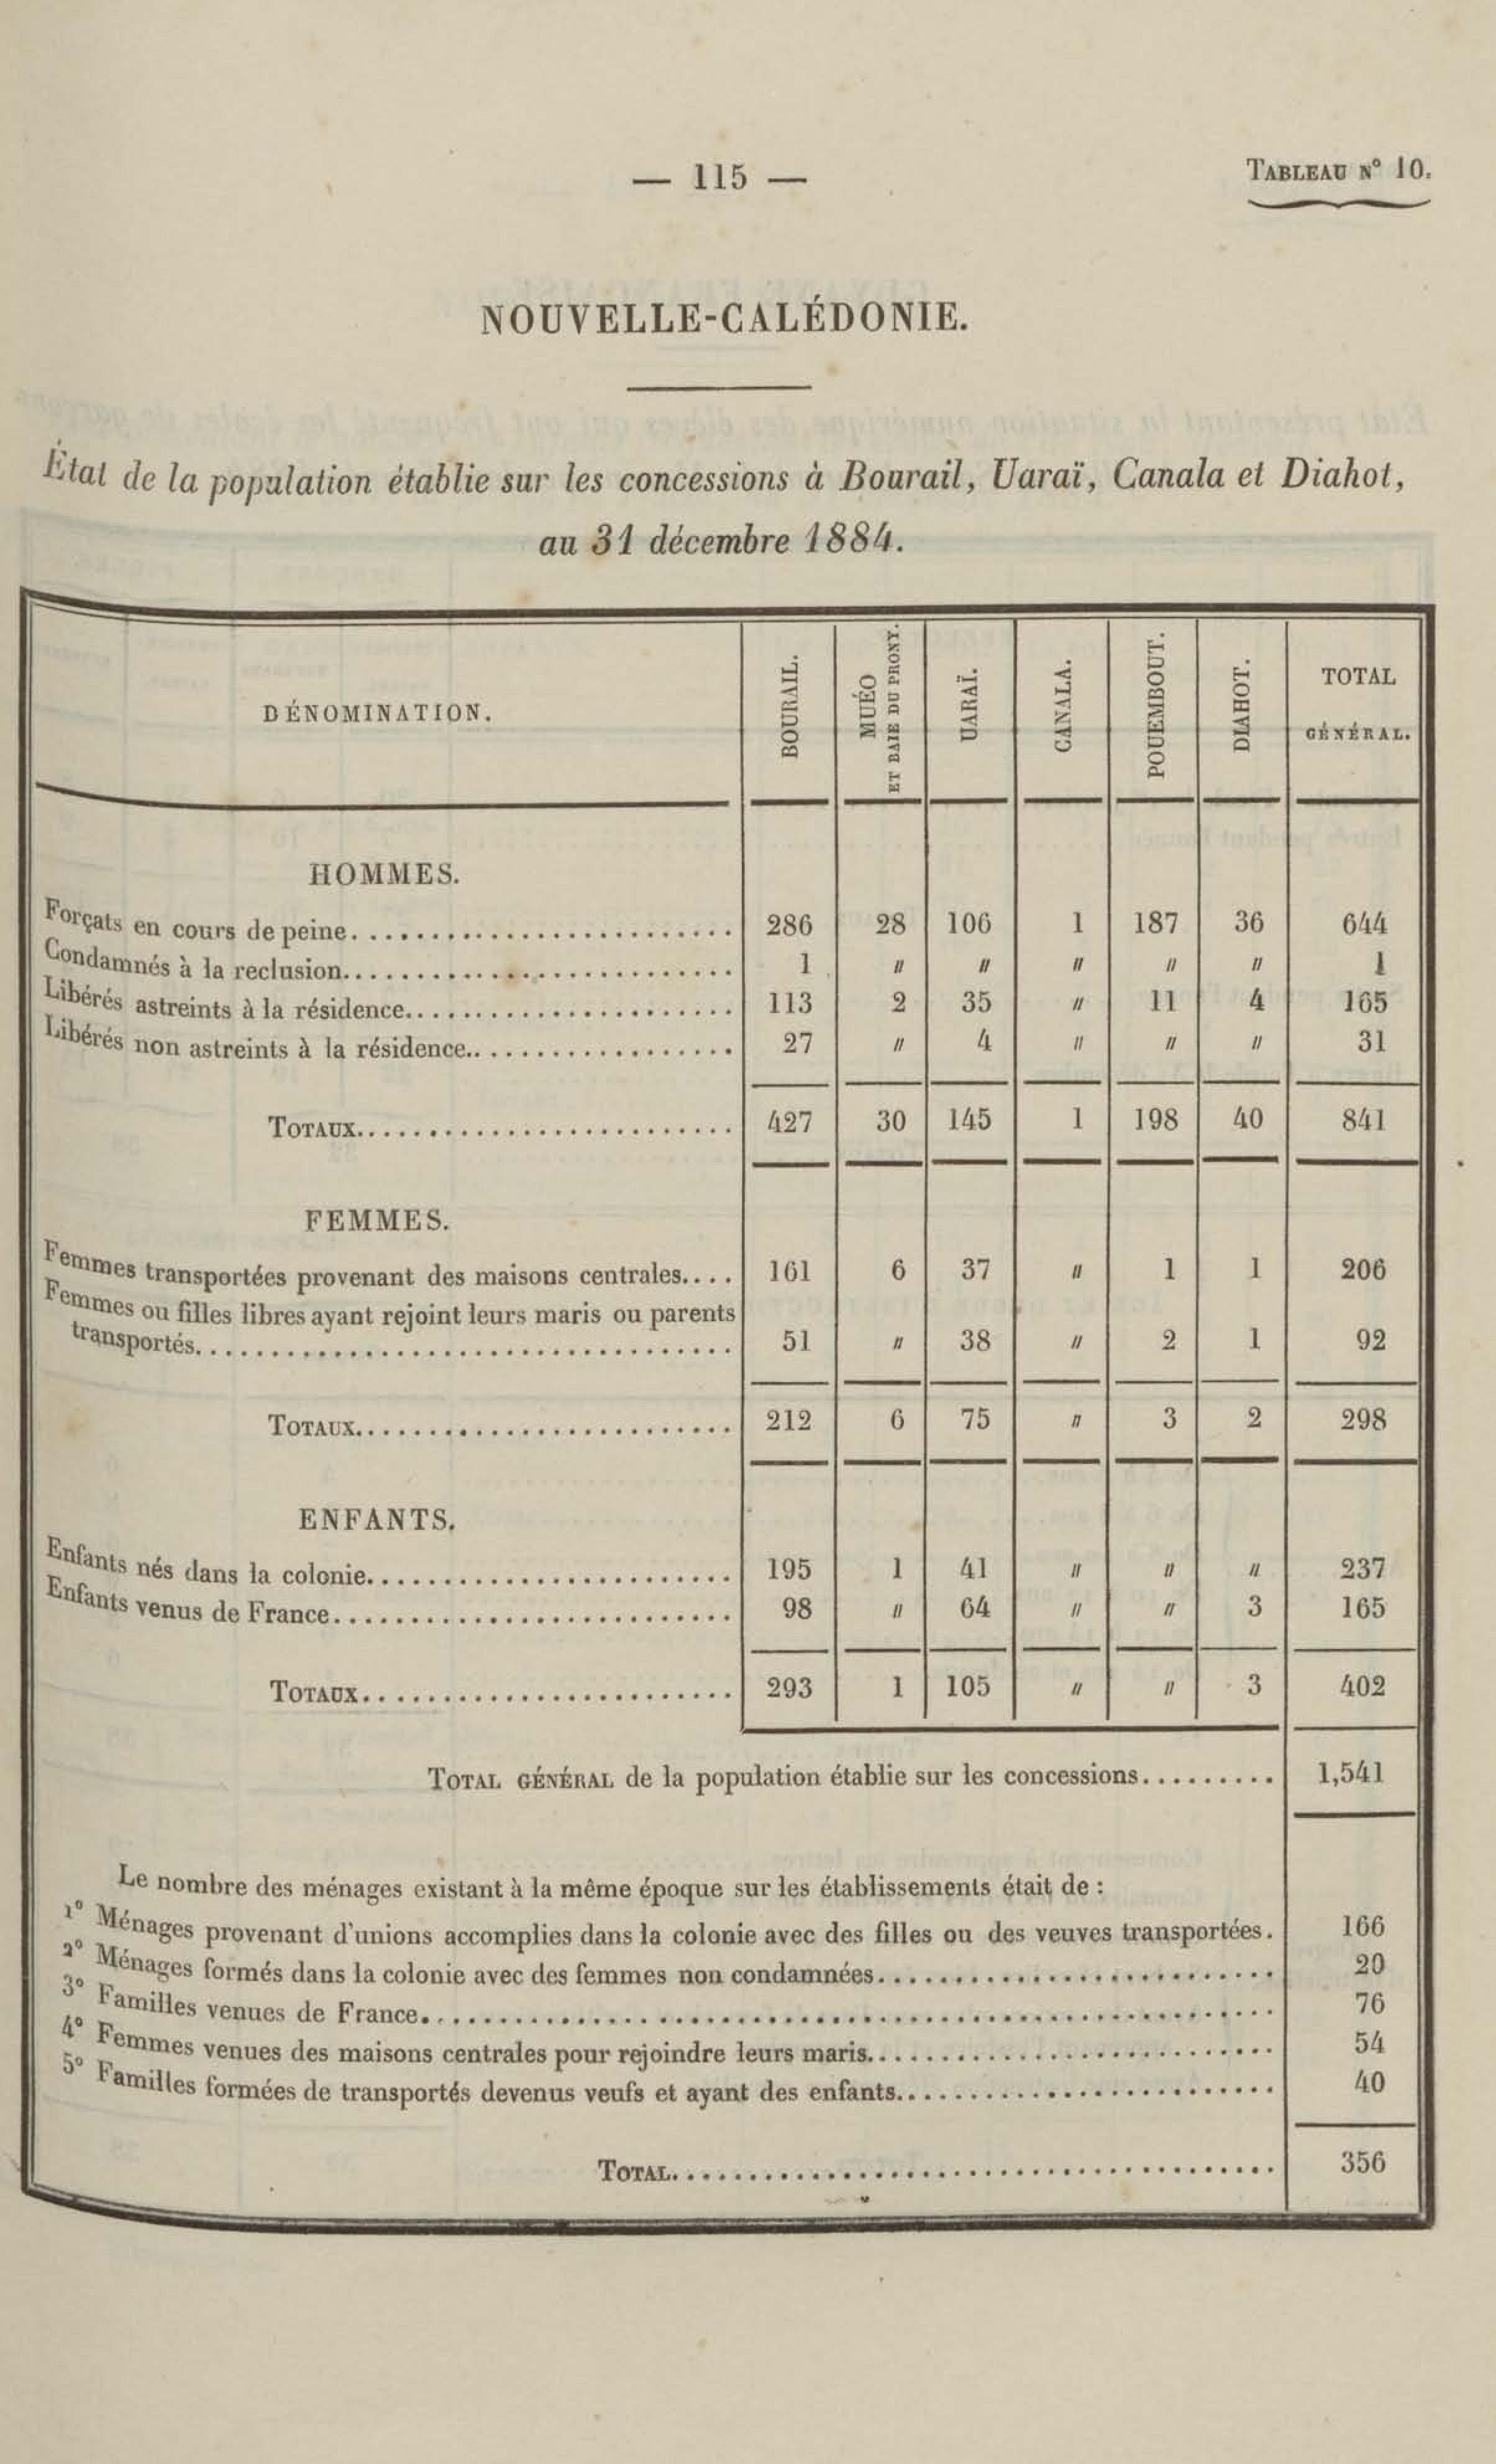 — 115 —
TABLEAU N° 10.
NOUVELLE-CALÉDONIE.
État de la population établie sur les concessions à Bourail, Uaraï, Canala et Diahot,
au 31 décembre 1884.
DÉNOMINATION. BOURAIL. MUÉO ET BAIE DU PRONY. UARAÏ. CANALA. POUEMBOUT. DIAHOT. TOTAL GÉNÉRAL.
HOMMES.
Forçats en cours de peine. 286 28 106 1 187 36 644
Condamnés à la reclusion. 1 " " " " " 1
Libérés astreints à la résidence. 113 2 35 " 11 4 165
Libérés non astreints à la résidence. 27 " 4 " " " 31
TOTAUX. 427 30 145 1 198 40 841
FEMMES.
Femmes transportées provenant des maisons centrales. 161 6 37 " 1 1 206
Femmes ou filles libres ayant rejoint leurs maris ou parents
transportés. 51 " 38 " 2 1 92
TOTAUX. 212 6 75 " 3 2 298
ENFANTS.
Enfants nés dans la colonie. 195 1 41 " " " 237
Enfants venus de France. 98 " 64 " " 3 165
TOTAUX. 293 1 105 " " 3 402
TOTAL GÉNÉRAL de la population établie sur les concessions. 1,541
Le nombre des ménages existant à la même époque sur les établissements était de :
1° Ménages provenant d'unions accomplies dans la colonie avec des filles ou des veuves transportées. 166
2° Ménages formés dans la colonie avec des femmes non condamnées. 20
3° Familles venues de France. 76
4° Femmes venues des maisons centrales pour rejoindre leurs maris. 54
5° Familles formées de transportés devenus veufs et ayant des enfants. 40
TOTAL. 356